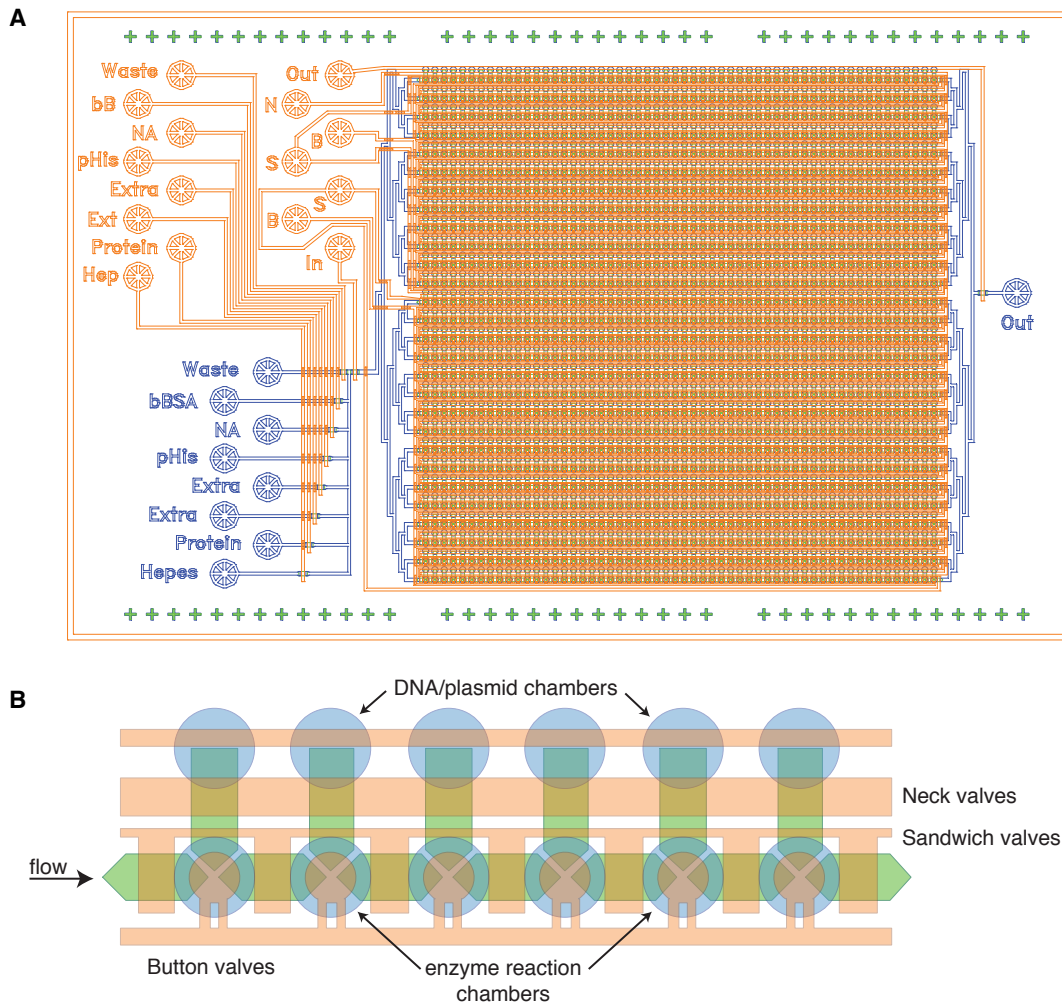 A
Waste
bB
NA
pHis
Extra
Ext
Protein
Hep
Out
N
B
S
S
B
In
Waste
bBSA
NA
pHis
Extra
Extra
Protein
Hepes
Out
B
DNA/plasmid chambers
Neck valves
Sandwich valves
flow
Button valves
enzyme reaction
chambers